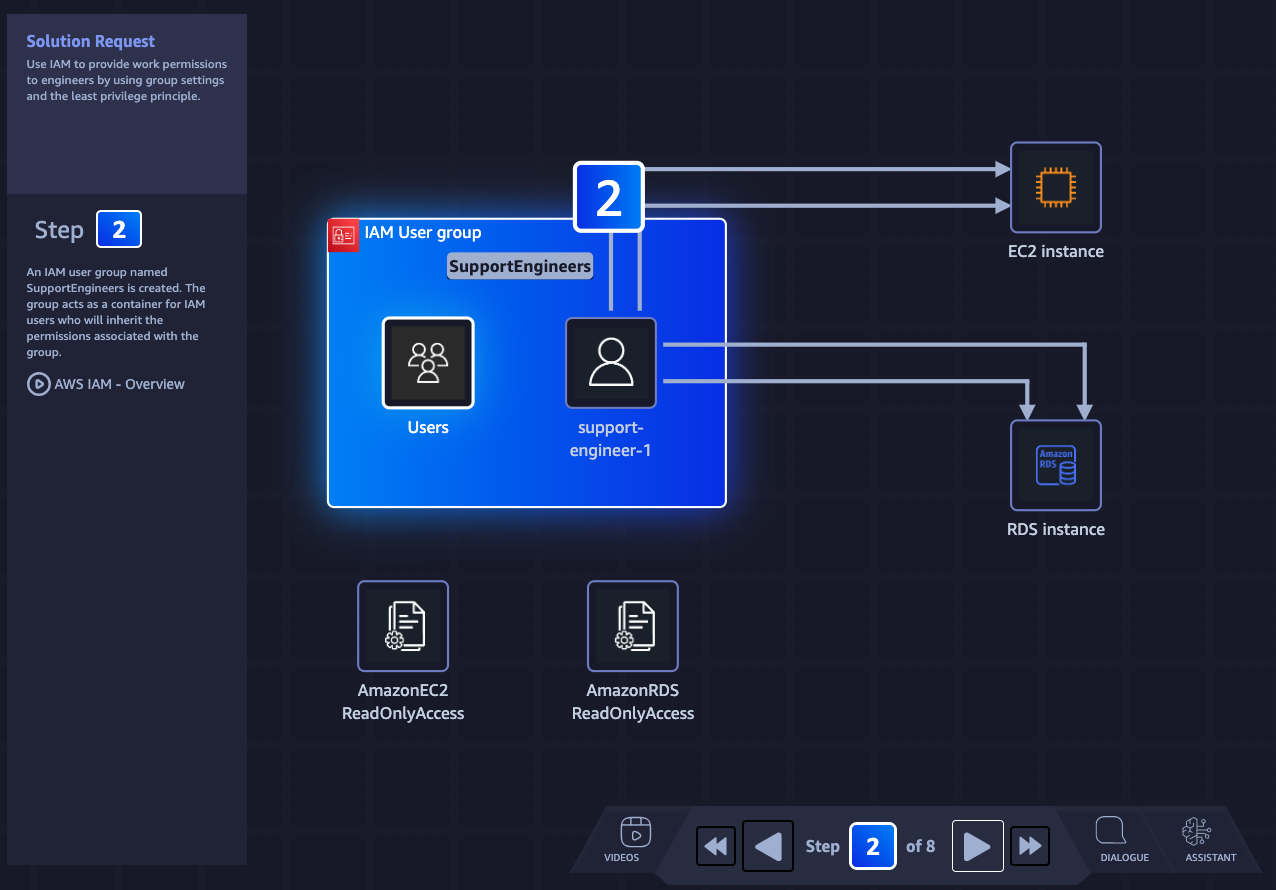 Solution Request
Use IAM to provide work permissions
to engineers by using group settings
and the least privilege principle.
Step 2
An IAM user group named
SupportEngineers is created. The
group acts as a container for IAM
users who will inherit the
permissions associated with the
group.
AWS IAM - Overview
2
IAM User group
SupportEngineers
Users
support-
engineer-1
EC2 instance
Amazon
RDS
RDS instance
AmazonEC2
ReadOnlyAccess
AmazonRDS
ReadOnlyAccess
VIDEOS
Step 2 of 8
DIALOGUE
ASSISTANT